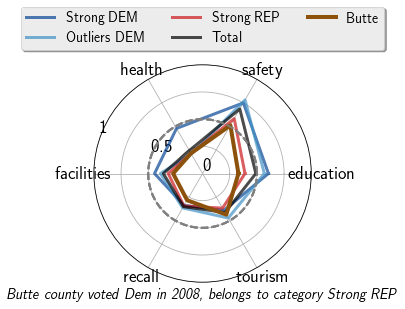 Strong DEM Strong REP Butte
Outliers DEM Total
health safety
1
0.5
0
facilities education
recall tourism
Butte county voted Dem in 2008, belongs to category Strong REP